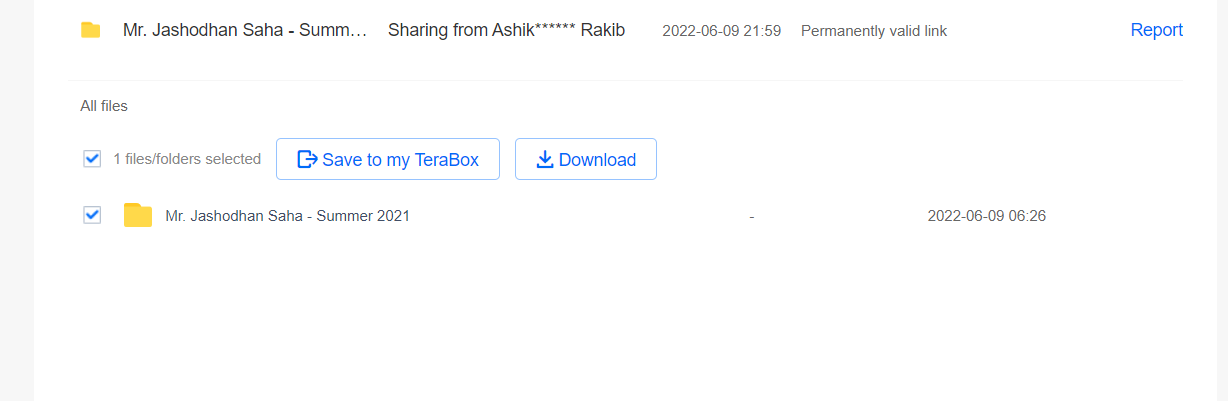 Mr. Jashodhan Saha - Summ… Sharing from Ashik****** Rakib 2022-06-09 21:59 Permanently valid link Report
All files
1 files/folders selected Save to my TeraBox Download
Mr. Jashodhan Saha - Summer 2021 - 2022-06-09 06:26